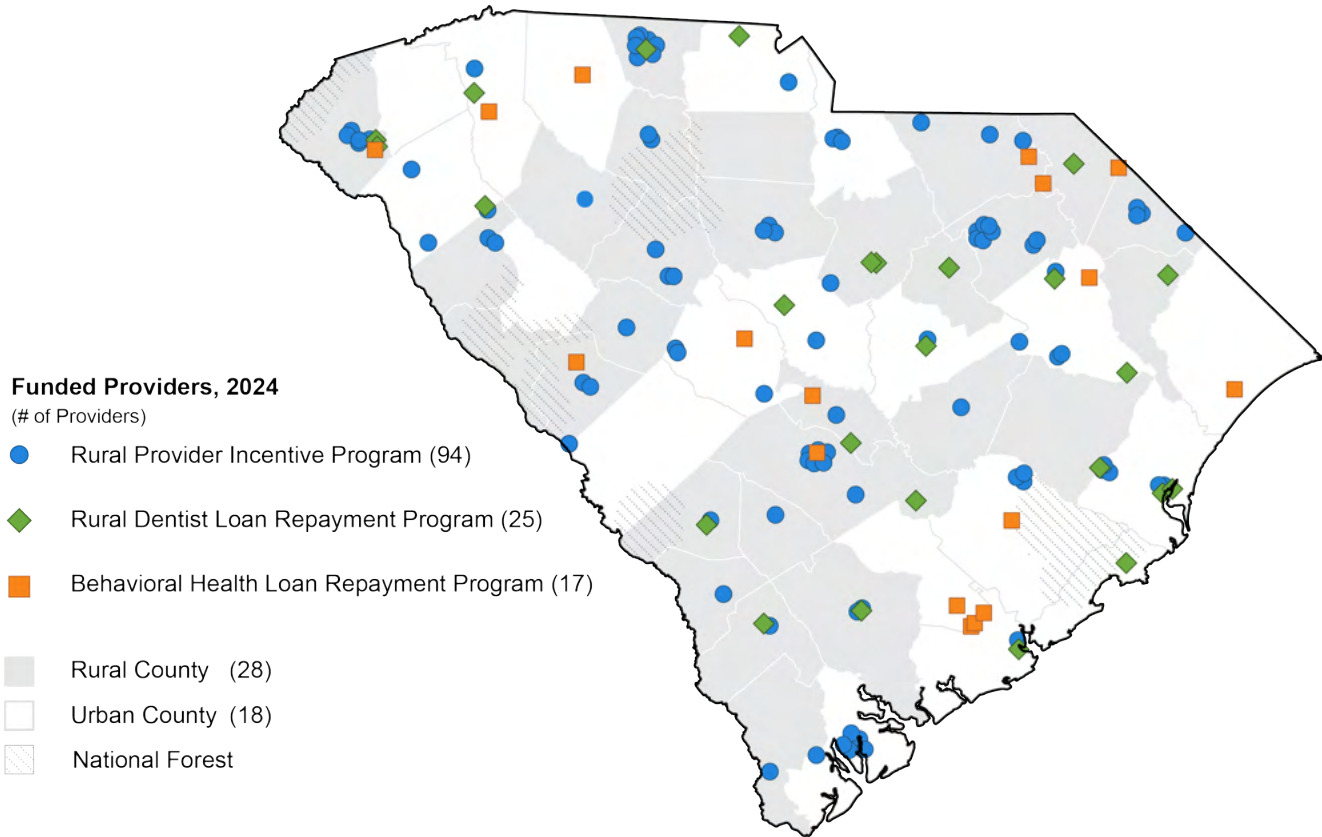 Funded Providers, 2024
(# of Providers)
Rural Provider Incentive Program (94)
Rural Dentist Loan Repayment Program (25)
Behavioral Health Loan Repayment Program (17)
Rural County (28)
Urban County (18)
National Forest